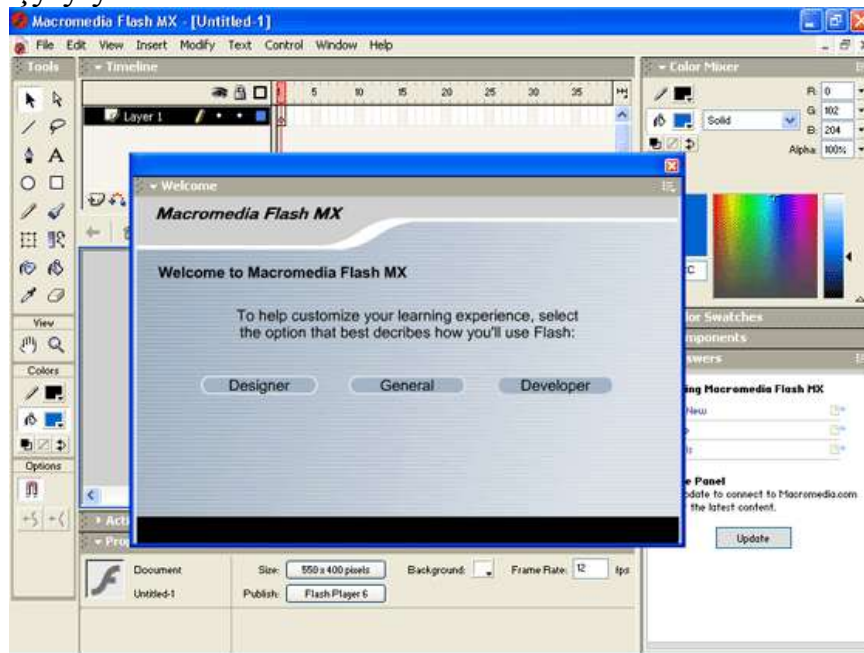 Macromedia Flash MX - [Untitled-1]
File Edit View Insert Modify Text Control Window Help
Tools
Timeline
Color Mixer
5 10 15 20 25 30 35
Layer 1
R: 0
Solid
G: 102
B: 204
Alpha: 100%
Welcome
Macromedia Flash MX
Welcome to Macromedia Flash MX
To help customize your learning experience, select
the option that best decribes how you'll use Flash:
Designer General Developer
View
Colors
Options
Swatches
Macromedia Flash MX
New
Panel
to connect to Macromedia.com
the latest content.
Update
Document
Size: 550 x 400 pixels
Background:
Frame Rate: 12 fps
Untitled-1
Publish: Flash Player 6